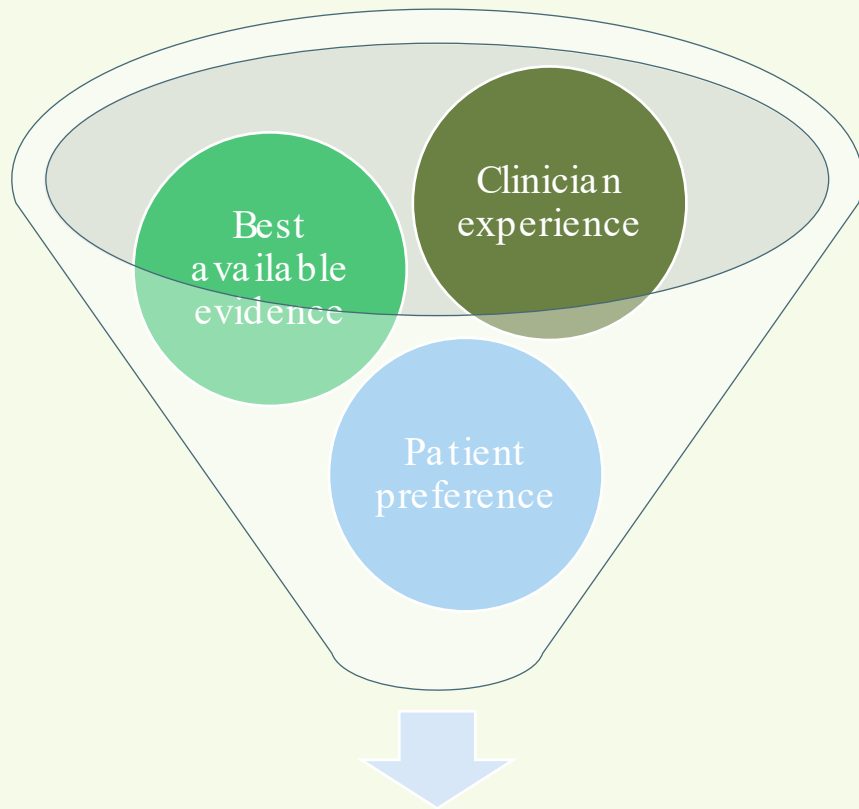 Best
available
evidence
Clinician
experience
Patient
preference